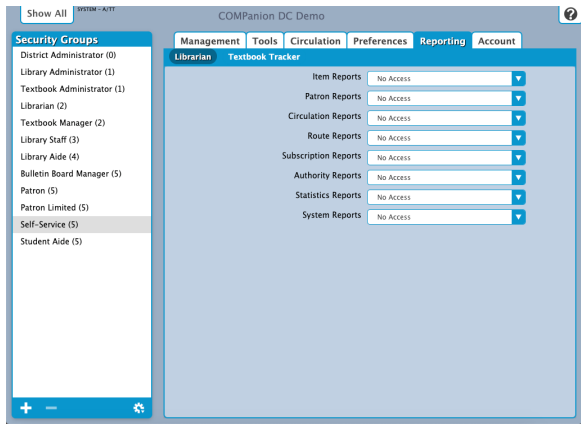 Show All
SYSTEM - A/TT
COMPanion DC Demo
?
Security Groups
District Administrator (0)
Library Administrator (1)
Textbook Administrator (1)
Librarian (2)
Textbook Manager (2)
Library Staff (3)
Library Aide (4)
Bulletin Board Manager (5)
Patron (5)
Patron Limited (5)
Self-Service (5)
Student Aide (5)
Management Tools Circulation Preferences Reporting Account
Librarian Textbook Tracker
Item Reports No Access
Patron Reports No Access
Circulation Reports No Access
Route Reports No Access
Subscription Reports No Access
Authority Reports No Access
Statistics Reports No Access
System Reports No Access